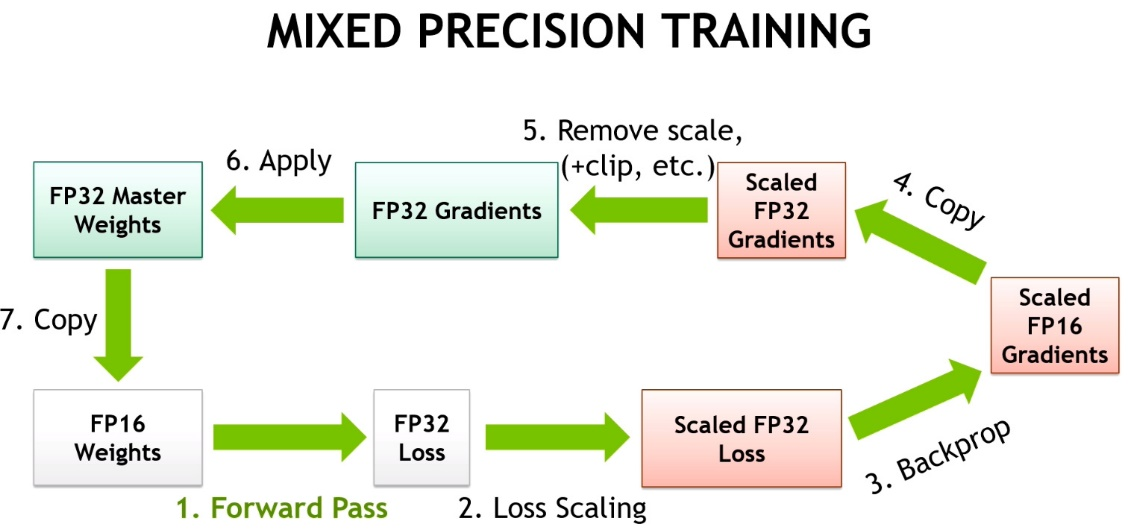 MIXED PRECISION TRAINING
5. Remove scale,
(+clip, etc.)
6. Apply
4. Copy
FP32 Master
Weights
FP32 Gradients
Scaled
FP32
Gradients
Scaled
FP16
Gradients
7. Copy
FP16
Weights
FP32
Loss
Scaled FP32
Loss
3. Backprop
1. Forward Pass
2. Loss Scaling